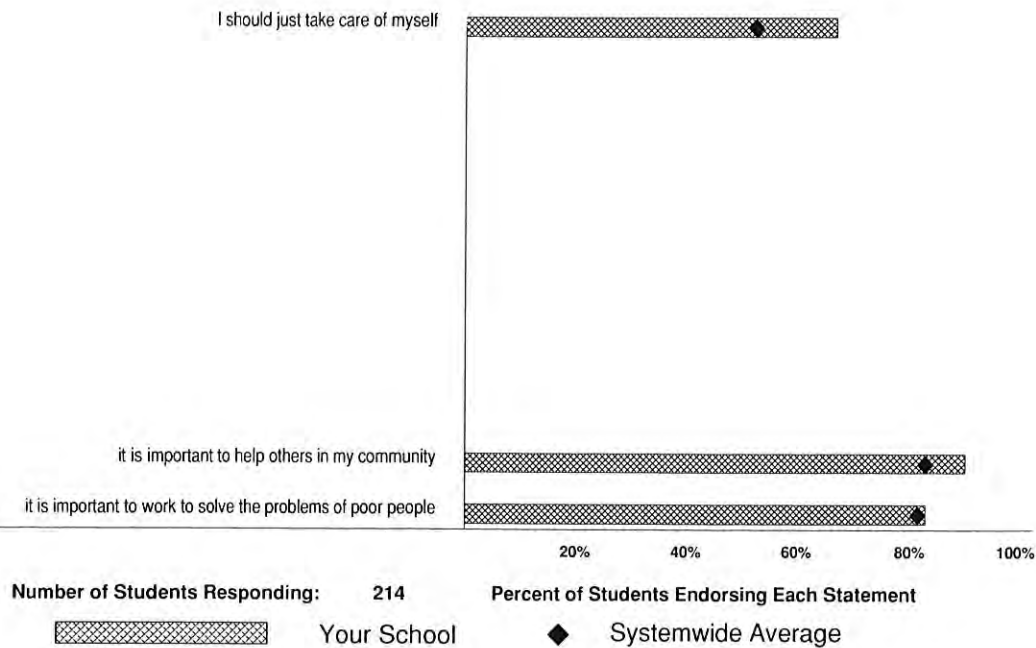 I should just take care of myself
it is important to help others in my community
it is important to work to solve the problems of poor people
20% 40% 60% 80% 100%
Number of Students Responding: 214 Percent of Students Endorsing Each Statement
Your School Systemwide Average